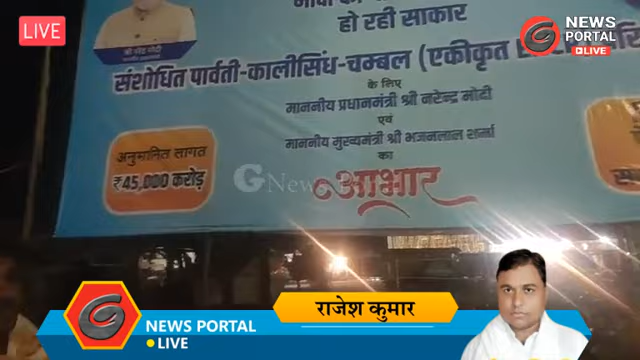 LIVE
हो रही साकार
NEWS
PORTAL
LIVE
श्री नरेंद्र मोदी
संशोधित पार्वती-कालीसिंध-चम्बल (एकीकृत
के लिए
माननीय प्रधानमंत्री श्री नरेन्द्र मोदी
एवं
माननीय मुख्यमंत्री श्री भजनलाल शर्मा
का
आभार
अनुमानित लागत
₹45,000 करोड़
राजेश कुमार
NEWS PORTAL
LIVE